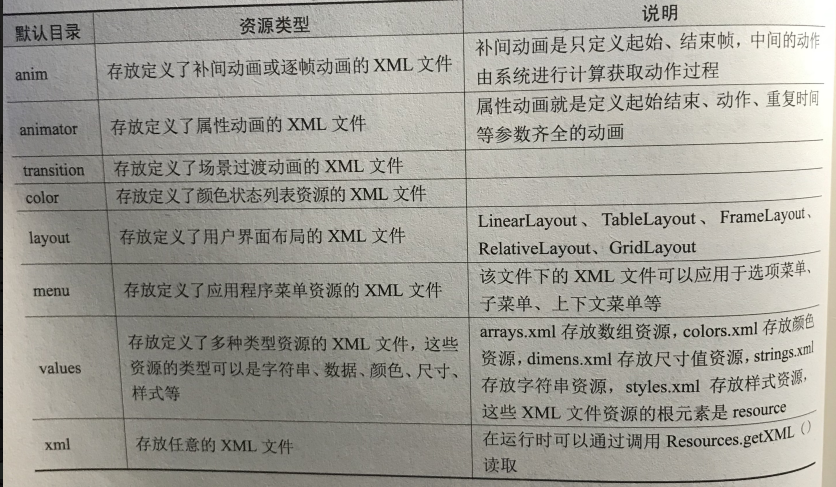 默认目录 资源类型 说明
anim 存放定义了补间动画或逐帧动画的 XML 文件 补间动画是只定义起始、结束帧，中间的动作
由系统进行计算获取动作过程
animator 存放定义了属性动画的 XML 文件 属性动画就是定义起始结束、动作、重复时间
等参数齐全的动画
transition 存放定义了场景过渡动画的 XML 文件
color 存放定义了颜色状态列表资源的 XML 文件
layout 存放定义了用户界面布局的 XML 文件 LinearLayout、TableLayout、FrameLayout、
RelativeLayout、GridLayout
menu 存放定义了应用程序菜单资源的 XML 文件 该文件下的 XML 文件可以应用于选项菜单、
子菜单、上下文菜单等
values 存放定义了多种类型资源的 XML 文件，这些
资源的类型可以是字符串、数据、颜色、尺寸、
样式等
arrays.xml 存放数组资源，colors.xml 存放颜色
资源，dimens.xml 存放尺寸值资源，strings.xml
存放字符串资源，styles.xml 存放样式资源，
这些 XML 文件资源的根元素是 resource
xml 存放任意的 XML 文件 在运行时可以通过调用 Resources.getXML（）
读取